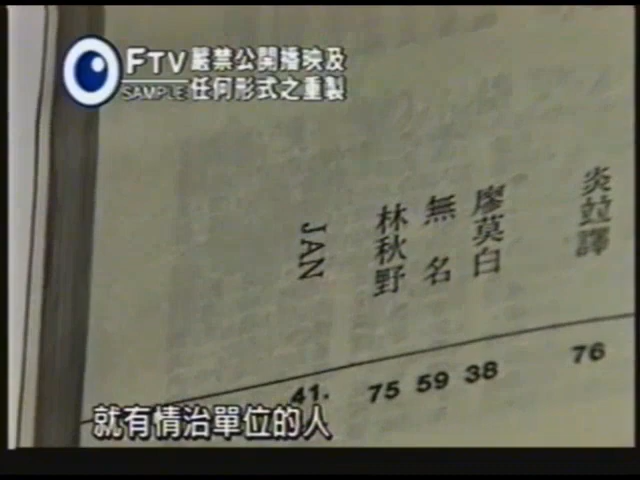 FTV 嚴禁公開播映及
SAMPLE 任何形式之重製
炎竝譯
廖莫白
無名
林秋野
JAN
41. 75 59 38 76
就有情治單位的人